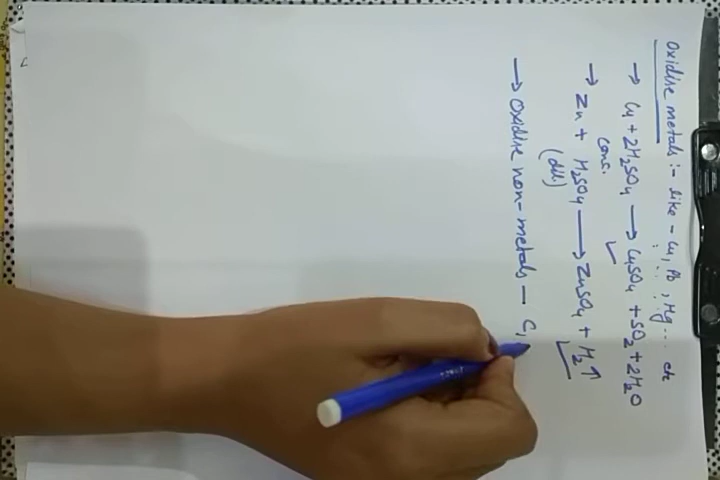 Oxidise metals :- like - Cu, Pb, Hg... etc
→ Cu + 2H₂SO₄ → CuSO₄ + SO₂ + 2H₂O
conc.
→ Zn + H₂SO₄ → ZnSO₄ + H₂↑
(dil)
→ Oxidise non-metals - C,